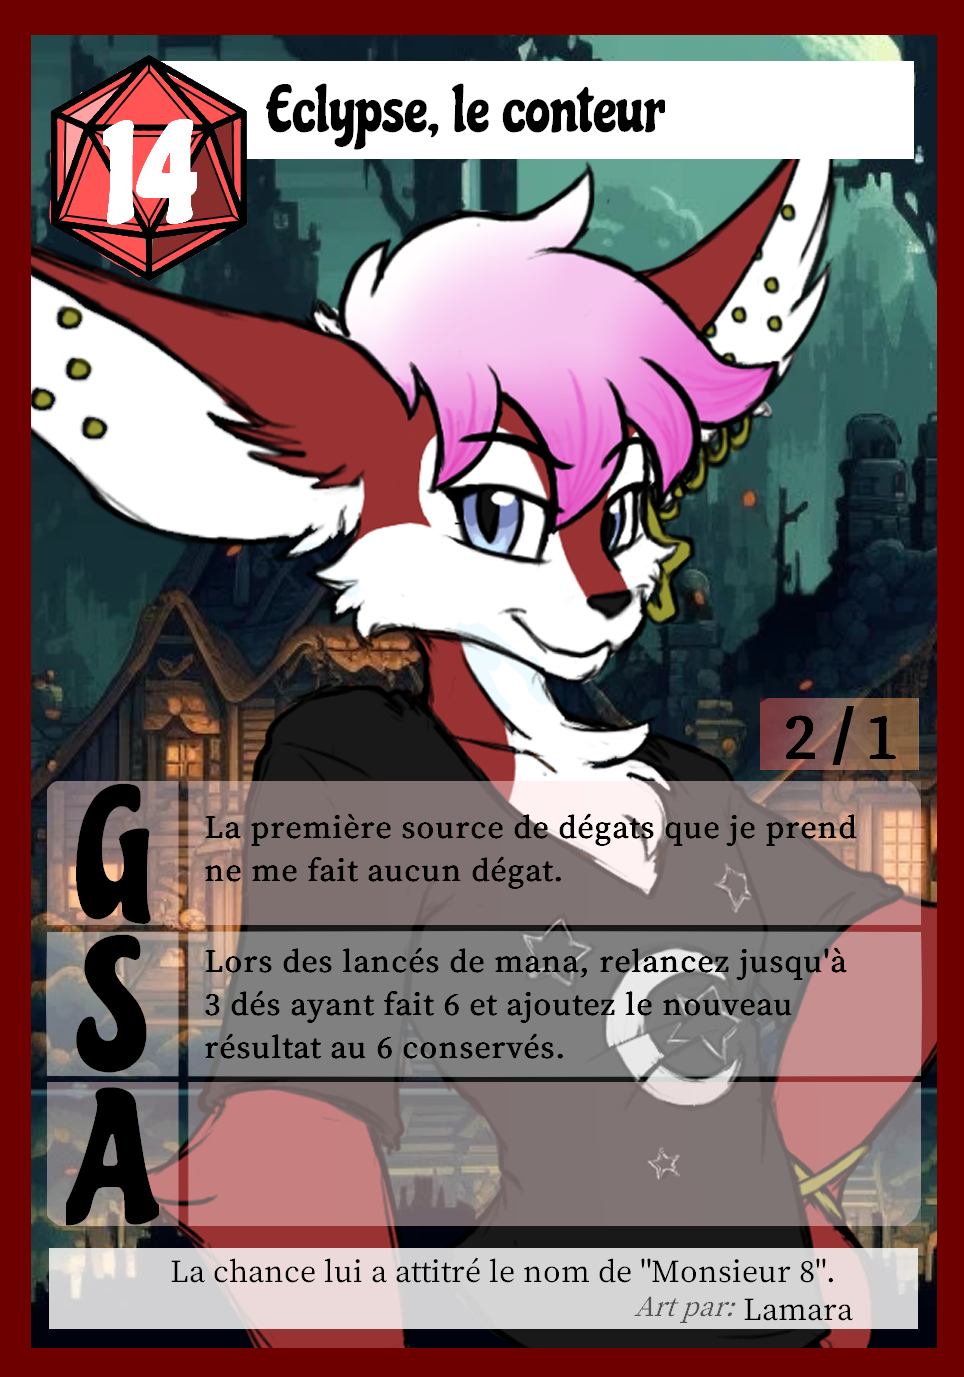 14
Eclypse, le conteur
2 / 1
G
La première source de dégats que je prend
ne me fait aucun dégat.
S
Lors des lancés de mana, relancez jusqu'à
3 dés ayant fait 6 et ajoutez le nouveau
résultat au 6 conservés.
A
La chance lui a attitré le nom de "Monsieur 8".
Art par: Lamara